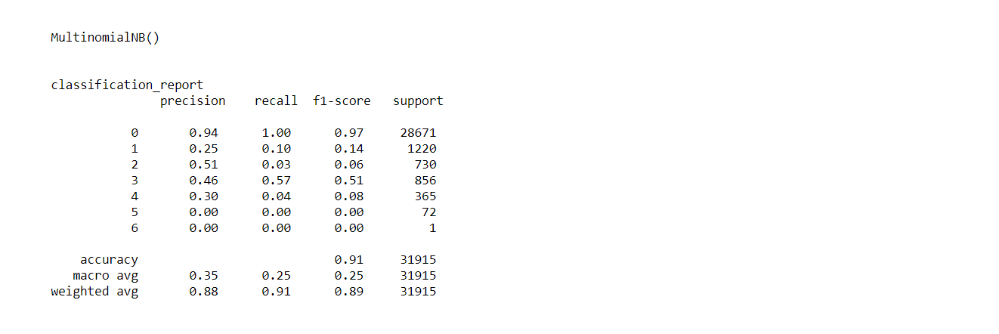 MultinomialNB()
classification_report
precision recall f1-score support
0 0.94 1.00 0.97 28671
1 0.25 0.10 0.14 1220
2 0.51 0.03 0.06 730
3 0.46 0.57 0.51 856
4 0.30 0.04 0.08 365
5 0.00 0.00 0.00 72
6 0.00 0.00 0.00 1
accuracy 0.91 31915
macro avg 0.35 0.25 0.25 31915
weighted avg 0.88 0.91 0.89 31915